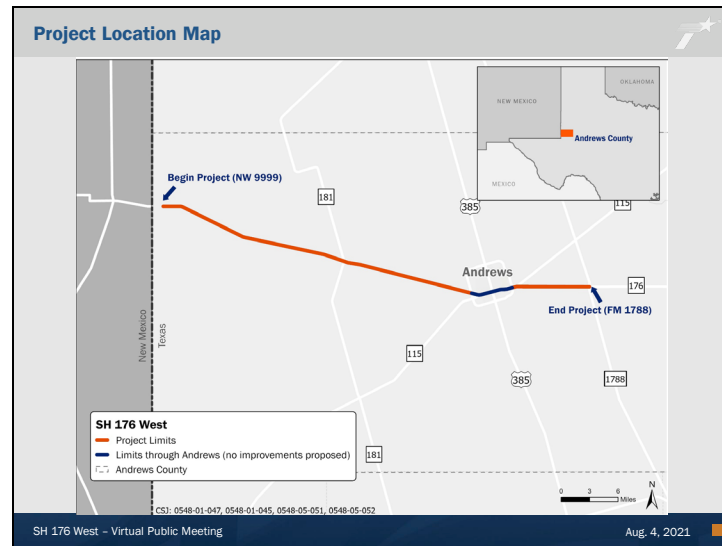 Project Location Map
OKLAHOMA
NEW MEXICO
Andrews County
MEXICO
Begin Project (NW 9999)
181
385
115
Andrews
176
End Project (FM 1788)
New Mexico
Texas
115
385
1788
SH 176 West
Project Limits
Limits through Andrews (no improvements proposed)
Andrews County
181
N
0 3 6
Miles
CSJ: 0548-01-047, 0548-01-045, 0548-05-051, 0548-05-052
SH 176 West – Virtual Public Meeting
Aug. 4, 2021